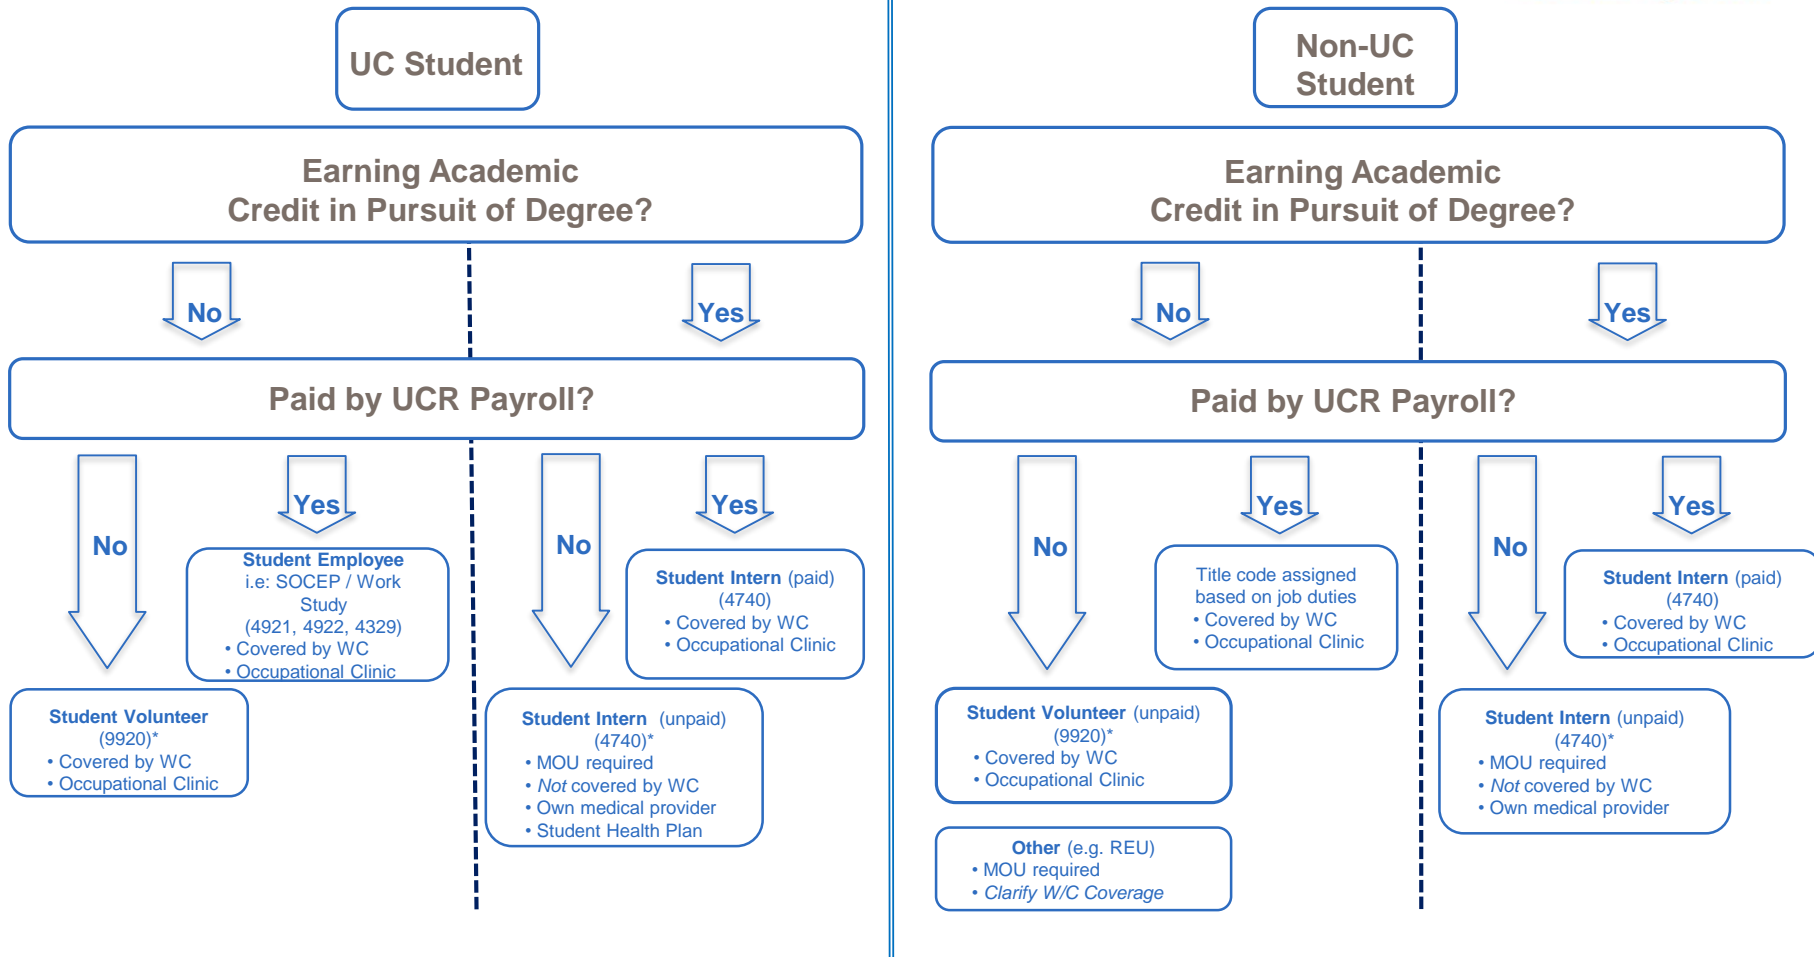 UC Student
Earning Academic
Credit in Pursuit of Degree?
No
Yes
Paid by UCR Payroll?
No
Yes
No
Yes
Student Employee
i.e: SOCEP / Work
Study
(4921, 4922, 4329)
• Covered by WC
• Occupational Clinic
Student Intern (paid)
(4740)
• Covered by WC
• Occupational Clinic
Student Volunteer
(9920)*
• Covered by WC
• Occupational Clinic
Student Intern (unpaid)
(4740)*
• MOU required
• Not covered by WC
• Own medical provider
• Student Health Plan
Non-UC
Student
Earning Academic
Credit in Pursuit of Degree?
No
Yes
Paid by UCR Payroll?
No
Yes
No
Yes
Title code assigned
based on job duties
• Covered by WC
• Occupational Clinic
Student Intern (paid)
(4740)
• Covered by WC
• Occupational Clinic
Student Volunteer (unpaid)
(9920)*
• Covered by WC
• Occupational Clinic
Student Intern (unpaid)
(4740)*
• MOU required
• Not covered by WC
• Own medical provider
Other (e.g. REU)
• MOU required
• Clarify W/C Coverage